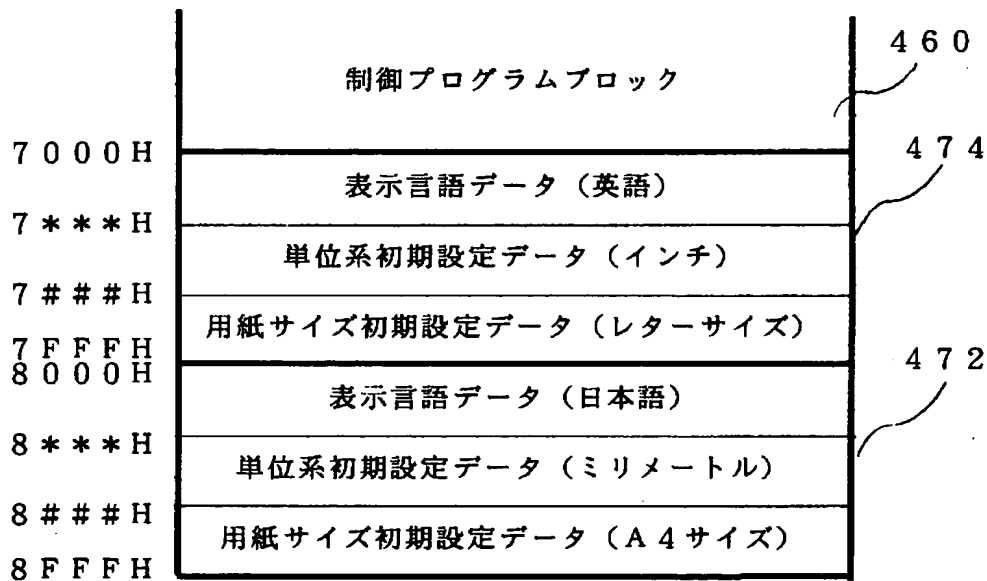 460
制御プログラムブロック
7000H
474
表示言語データ（英語）
7***H
単位系初期設定データ（インチ）
7###H
用紙サイズ初期設定データ（レターサイズ）
7FFFH
8000H
472
表示言語データ（日本語）
8***H
単位系初期設定データ（ミリメートル）
8###H
用紙サイズ初期設定データ（A4サイズ）
8FFFH